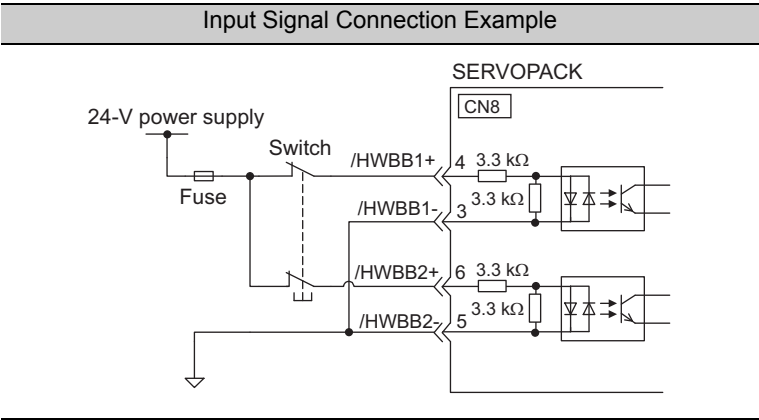 Input Signal Connection Example
SERVOPACK
CN8
24-V power supply
Switch
Fuse
/HWBB1+ 4 3.3 kΩ
/HWBB1- 3 3.3 kΩ
/HWBB2+ 6 3.3 kΩ
3.3 kΩ
/HWBB2- 5